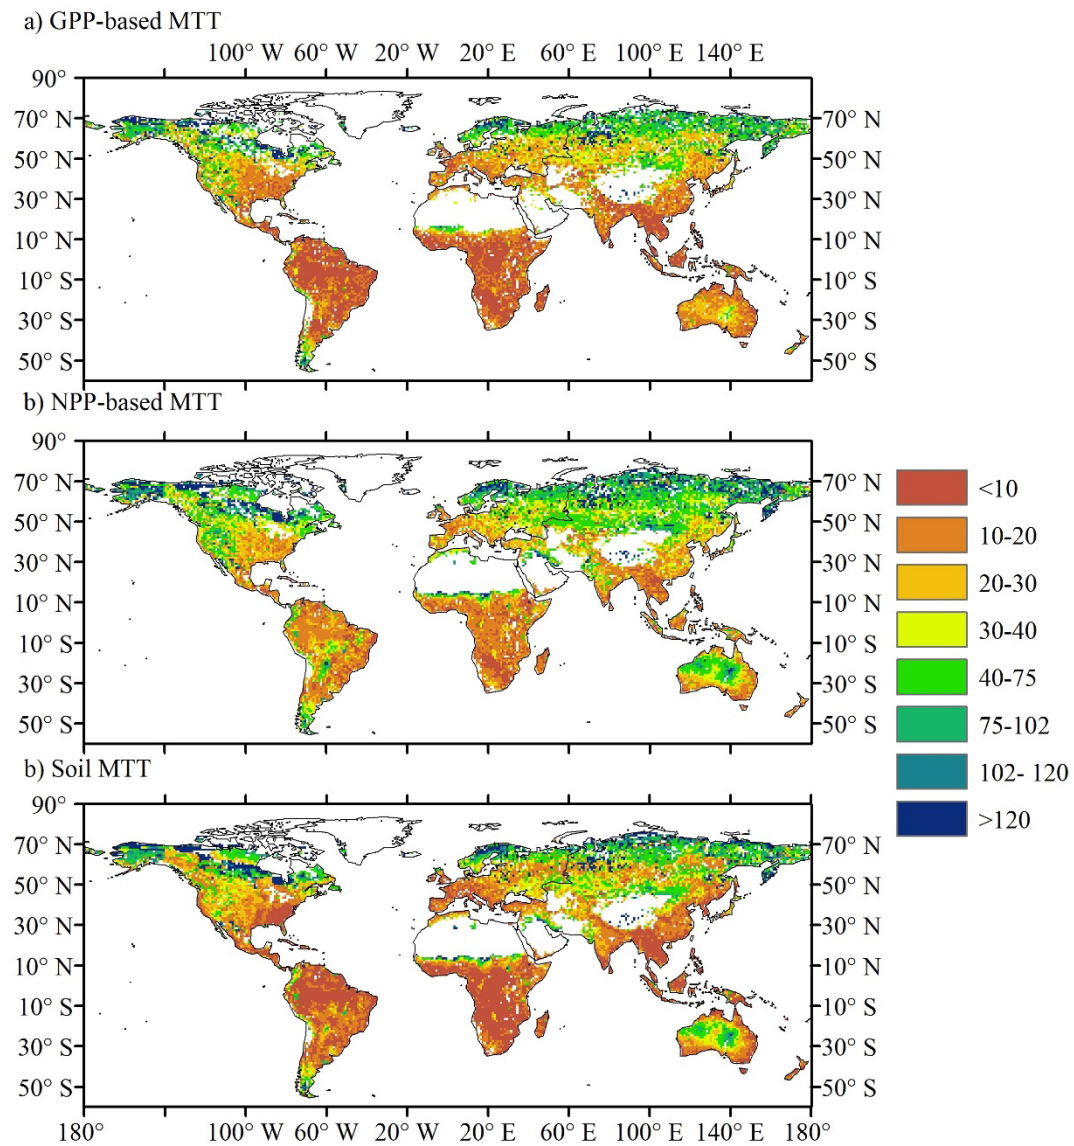 a) GPP-based MTT
100° W 60° W 20° W 20° E 60° E 100° E 140° E
90°
70° N 70° N
50° N 50° N
30° N 30° N
10° N 10° N
10° S 10° S
30° S 30° S
50° S 50° S
b) NPP-based MTT
90°
70° N 70° N
50° N 50° N
30° N 30° N
10° N 10° N
10° S 10° S
30° S 30° S
50° S 50° S
<10
10-20
20-30
30-40
40-75
75-102
102- 120
>120
b) Soil MTT
90°
70° N 70° N
50° N 50° N
30° N 30° N
10° N 10° N
10° S 10° S
30° S 30° S
50° S 50° S
180° 100° W 60° W 20° W 20° E 60° E 100° E 140° E 180°